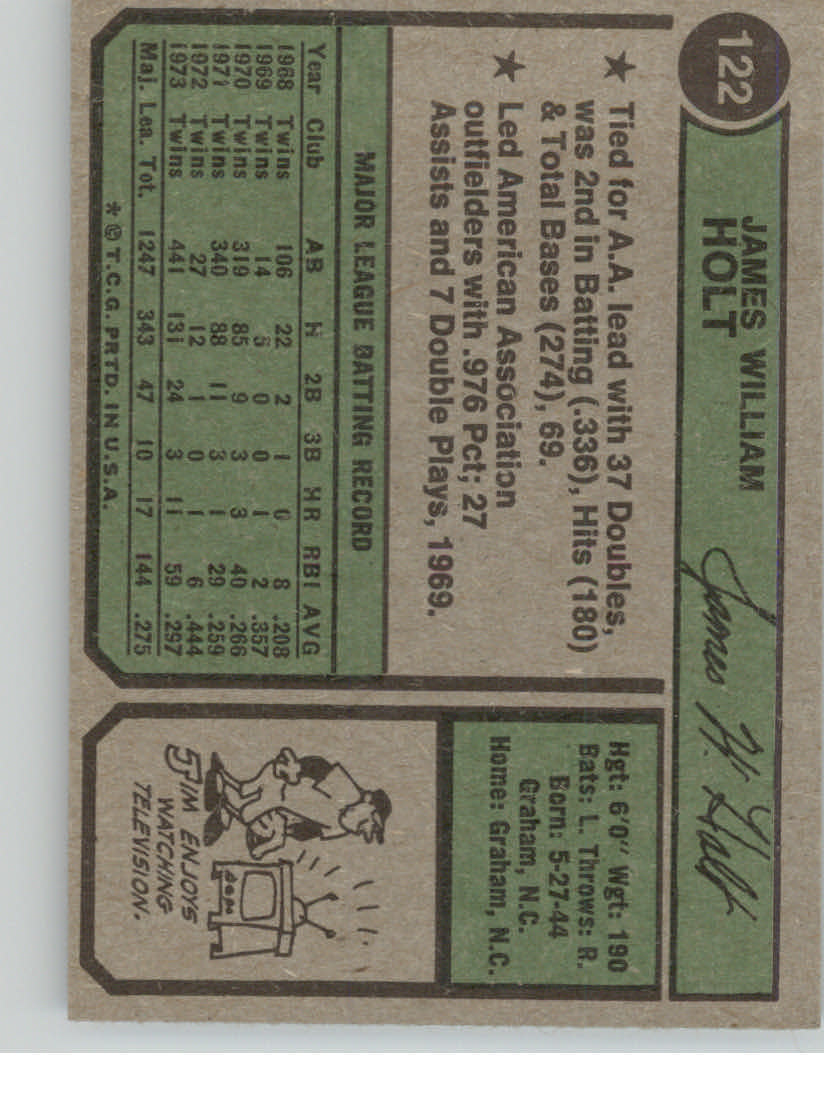 122
JAMES WILLIAM
HOLT
James W. Holt
★ Tied for A.A. lead with 37 Doubles,
was 2nd in Batting (.336), Hits (180)
& Total Bases (274), 69.
★ Led American Association
outfielders with .976 Pct; 27
Assists and 7 Double Plays, 1969.
MAJOR LEAGUE BATTING RECORD
Year Club AB H 2B 3B HR RBI AVG
1968 Twins 106 22 2 1 0 8 .208
1969 Twins 14 5 0 0 1 2 .357
1970 Twins 319 85 9 3 3 40 .266
1971 Twins 340 88 11 3 1 29 .259
1972 Twins 27 12 1 0 1 6 .444
1973 Twins 441 131 24 3 11 59 .297
Maj. Lea. Tot. 1247 343 47 10 17 144 .275
* © T.C.G. PRTD. IN U.S.A.
Hgt: 6'0" Wgt: 190
Bats: L. Throws: R.
Born: 5-27-44
Graham, N.C.
Home: Graham, N.C.
JIM ENJOYS
WATCHING
TELEVISION.